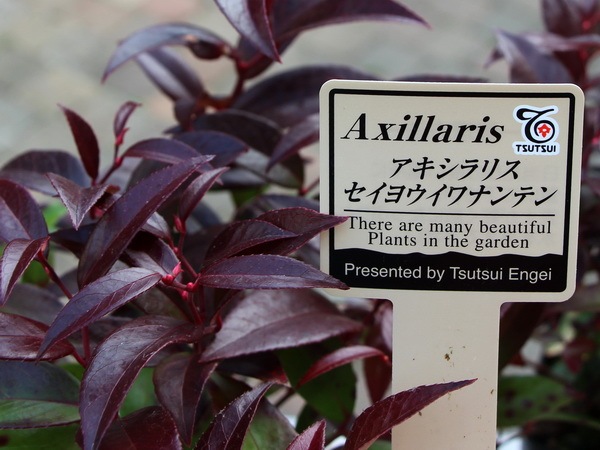 Axillaris
TSUTSUI
アキシラリス
セイヨウイワナンテン
There are many beautiful
Plants in the garden
Presented by Tsutsui Engei